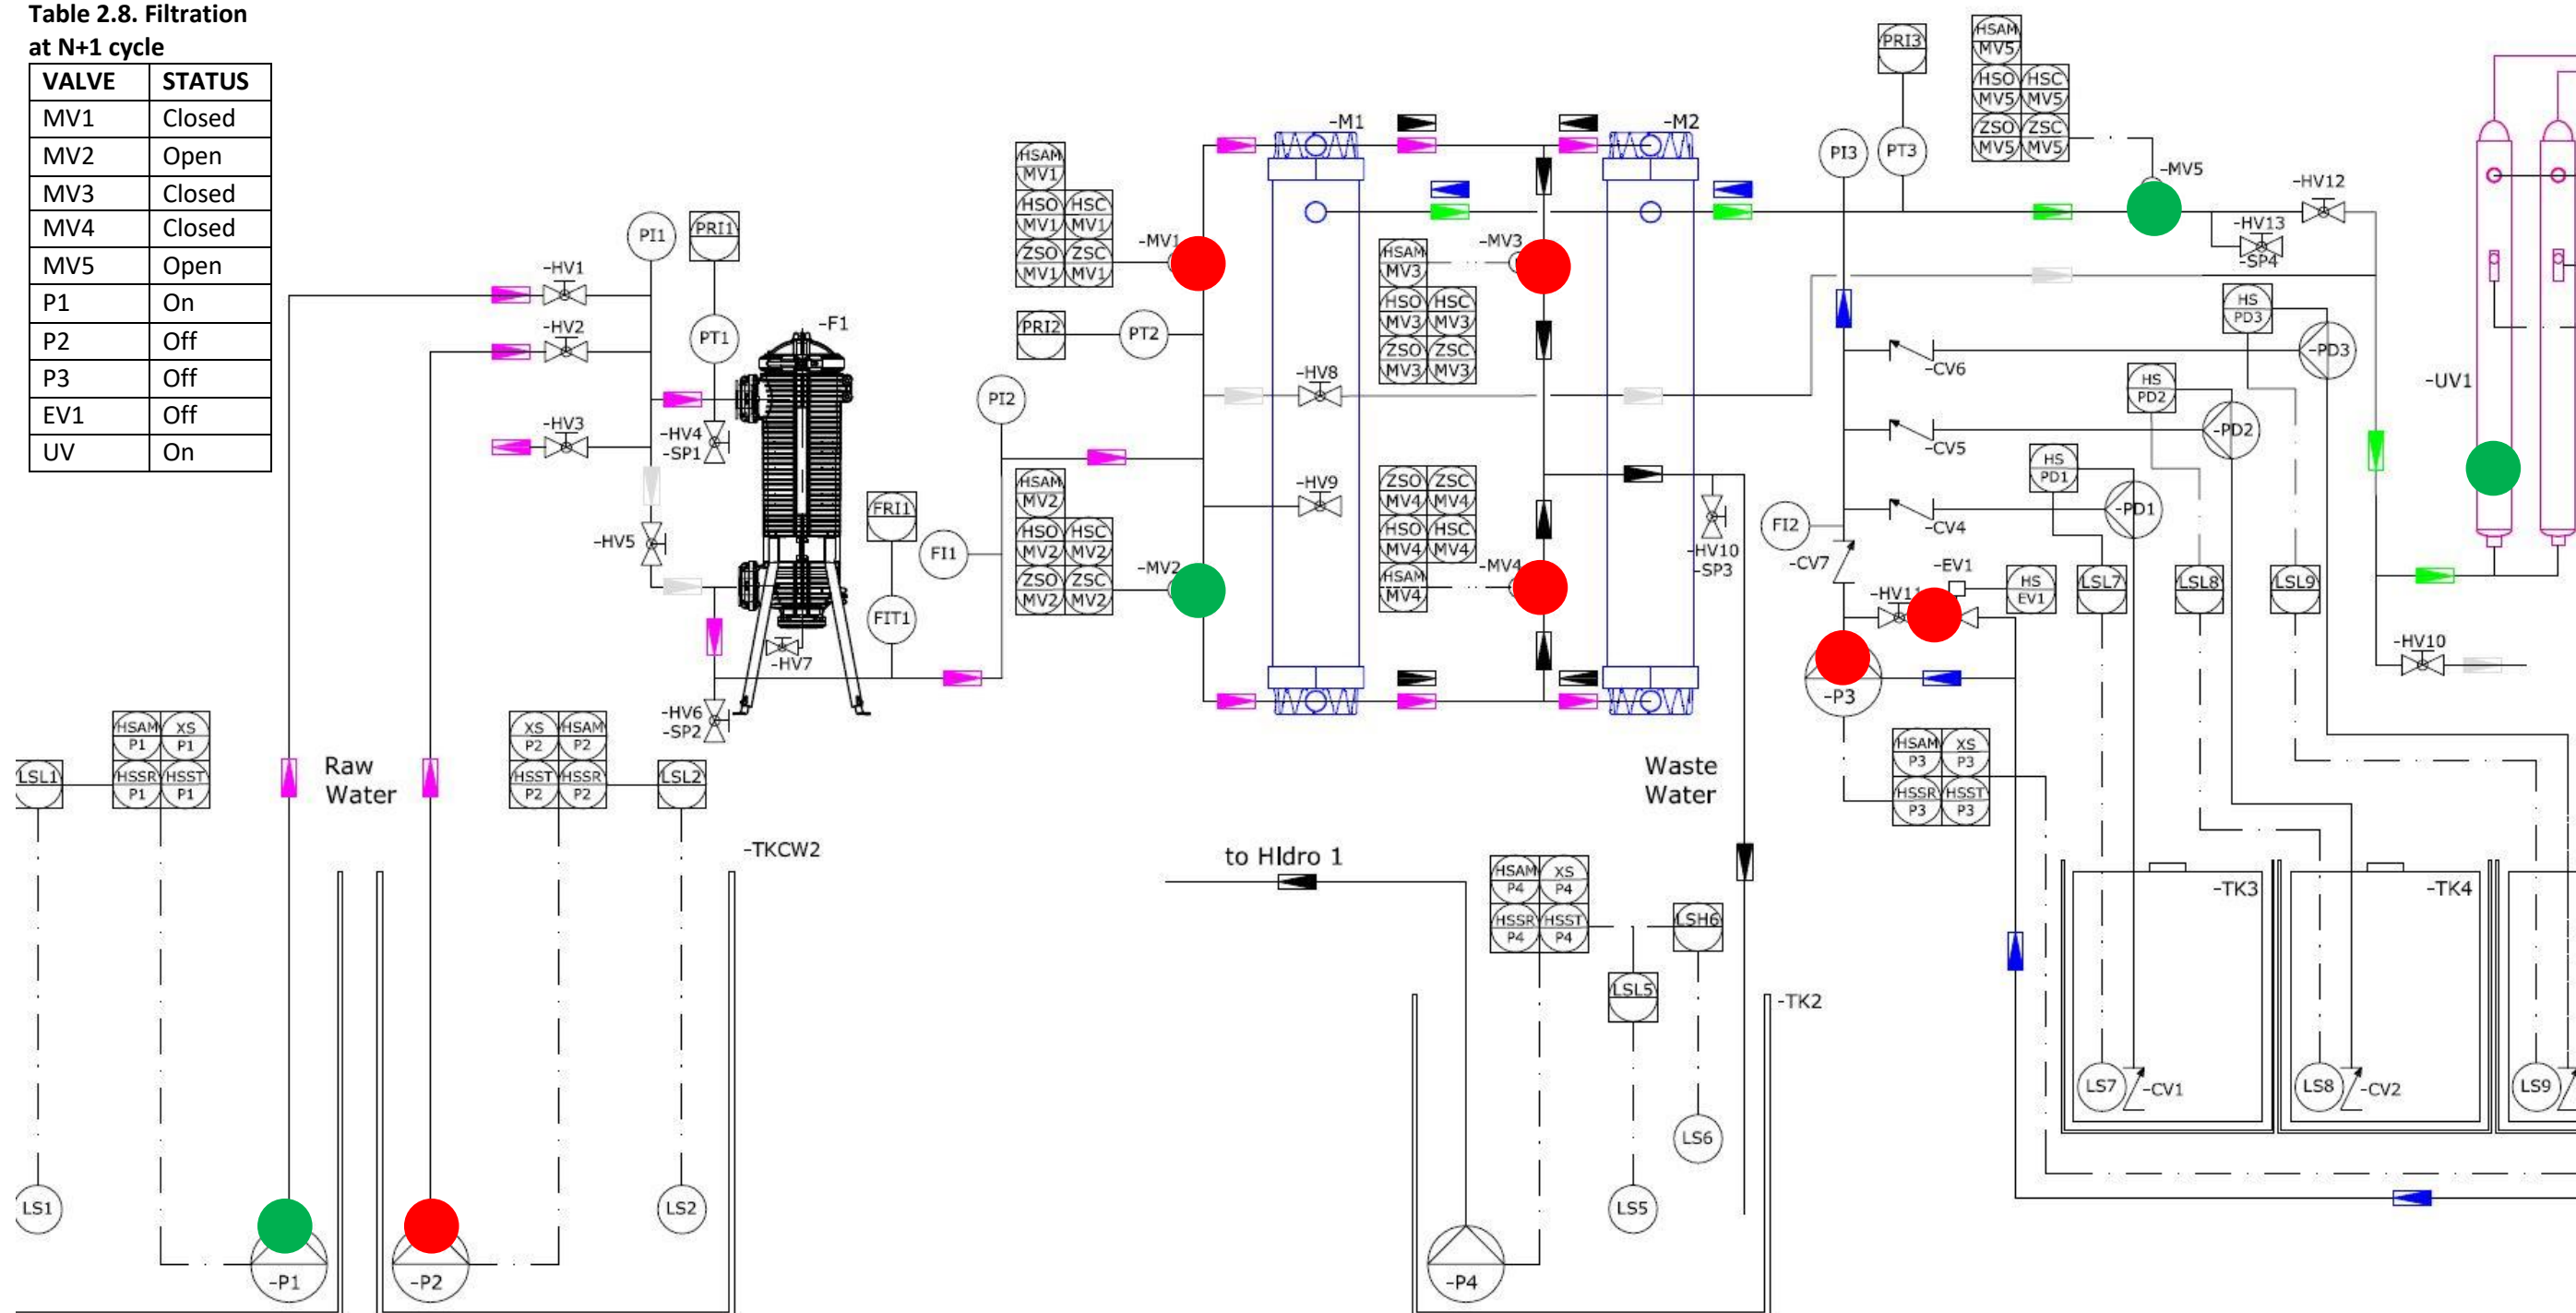 Table 2.8. Filtration
at N+1 cycle
VALVE STATUS
MV1 Closed
MV2 Open
MV3 Closed
MV4 Closed
MV5 Open
P1 On
P2 Off
P3 Off
EV1 Off
UV On
-HV1
-HV2
-HV3
PI1
PRI1
PT1
-HV4
-SP1
-HV5
-F1
-HV7
-HV6
-SP2
FRI1
FIT1
FI1
PI2
PRI2
PT2
HSAM
MV1
HSO HSC
MV1 MV1
ZSO ZSC
MV1 MV1
-MV1
HSAM
MV2
HSO HSC
MV2 MV2
ZSO ZSC
MV2 MV2
-MV2
-M1
-M2
-HV8
-HV9
HSAM
MV3
HSO HSC
MV3 MV3
ZSO ZSC
MV3 MV3
-MV3
ZSO ZSC
MV4 MV4
HSO HSC
MV4 MV4
HSAM
MV4
-MV4
-HV10
-SP3
PRI3
PI3
PT3
HSAM
MV5
HSO HSC
MV5 MV5
ZSO ZSC
MV5 MV5
-MV5
-HV12
-HV13
-SP4
HS
PD3
-PD3
-CV6
HS
PD2
-PD2
-CV5
HS
PD1
-PD1
-CV4
FI2
-CV7
-EV1
HS
EV1
-HV11
LSL7
LSL8
LSL9
-UV1
-HV10
-P3
HSAM XS
P3 P3
HSSR HSST
P3 P3
LSL1
HSAM XS
P1 P1
HSSR HSST
P1 P1
Raw
Water
XS HSAM
P2 P2
HSST HSSR
P2 P2
LSL2
-TKCW2
LS1
-P1
-P2
LS2
Waste
Water
to HIdro 1
HSAM XS
P4 P4
HSSR HSST
P4 P4
LSH6
LSL5
-TK2
LS6
LS5
-P4
-TK3
-TK4
LS7
-CV1
LS8
-CV2
LS9